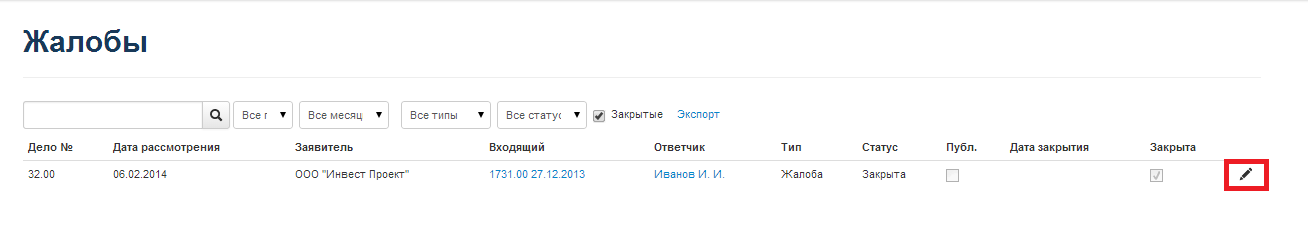 Жалобы
Все г Все месяц Все типы Все статус Закрытые Экспорт
Дело № Дата рассмотрения Заявитель Входящий Ответчик Тип Статус Публ. Дата закрытия Закрыта
32.00 06.02.2014 ООО "Инвест Проект" 1731.00 27.12.2013 Иванов И. И. Жалоба Закрыта